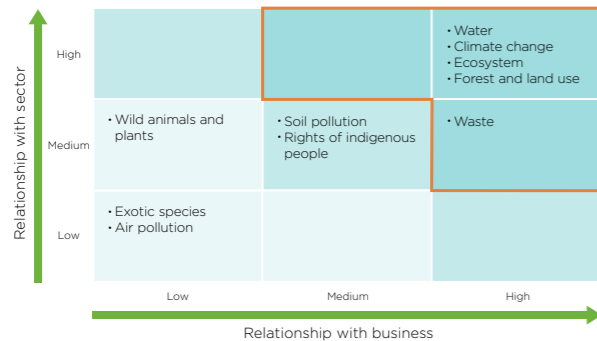 Relationship with sector
High
Medium
Low
• Water
• Climate change
• Ecosystem
• Forest and land use
• Wild animals and
plants
• Soil pollution
• Rights of indigenous
people
• Waste
• Exotic species
• Air pollution
Low
Medium
High
Relationship with business